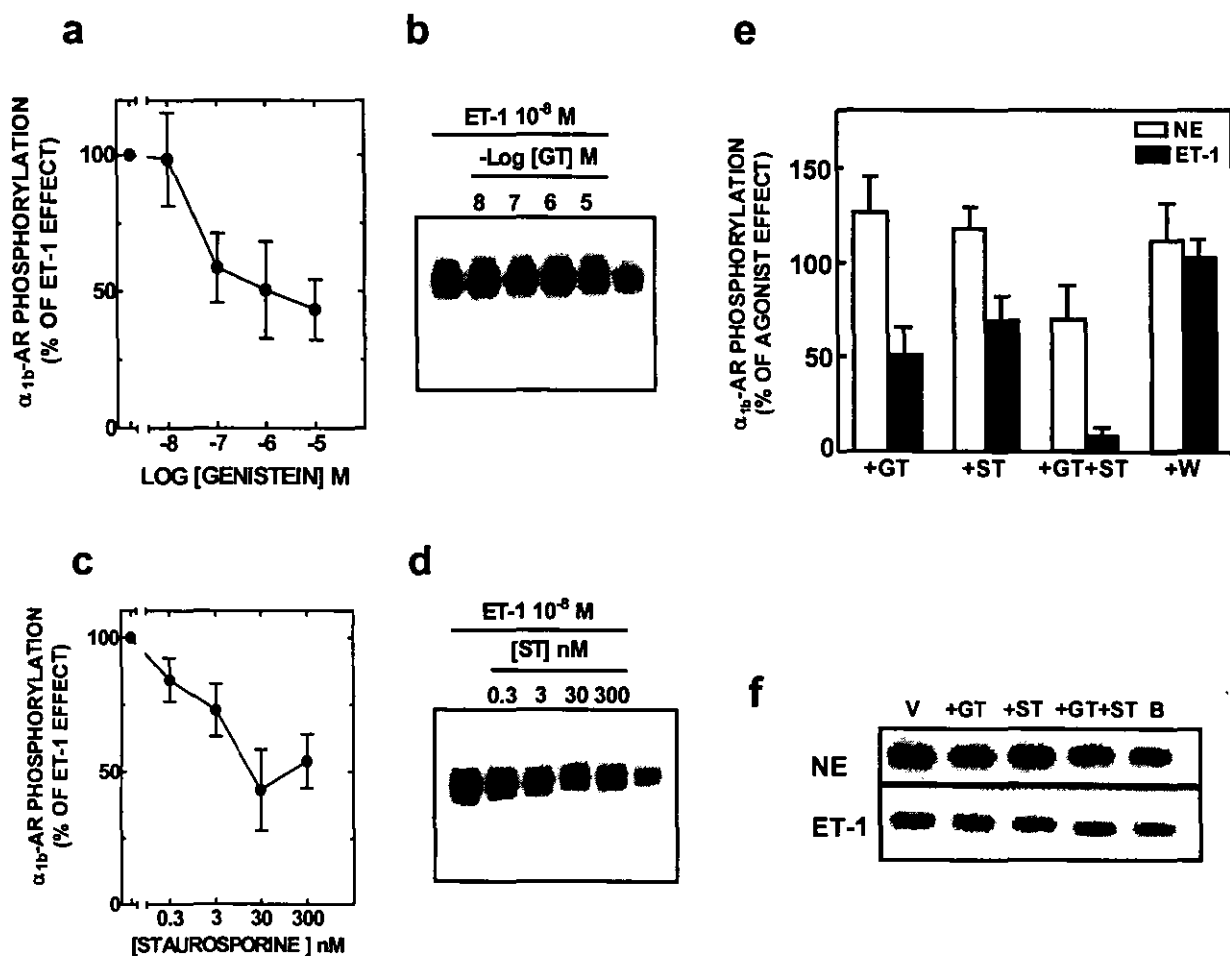 a
α1b-AR PHOSPHORYLATION
(% OF ET-1 EFFECT)
100
50
0
-8 -7 -6 -5
LOG [GENISTEIN] M
b
ET-1 10⁻⁸ M
-Log [GT] M
8 7 6 5
e
α1b-AR PHOSPHORYLATION
(% OF AGONIST EFFECT)
NE
ET-1
150
100
50
0
+GT +ST +GT+ST +W
c
α1b-AR PHOSPHORYLATION
(% OF ET-1 EFFECT)
100
50
0
0.3 3 30 300
[STAUROSPORINE ] nM
d
ET-1 10⁻⁸ M
[ST] nM
0.3 3 30 300
f
V +GT +ST +GT+ST B
NE
ET-1